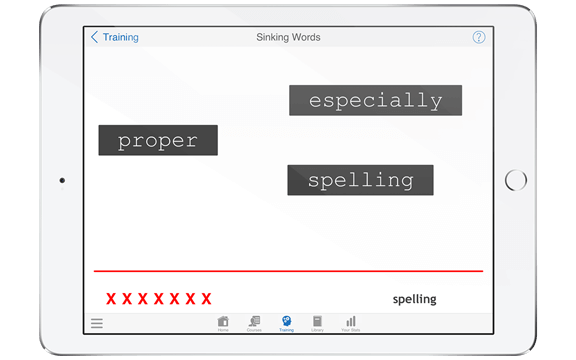 Training
Sinking Words
?
especially
proper
spelling
X X X X X X X
spelling
Home
Courses
Training
Library
Your Stats